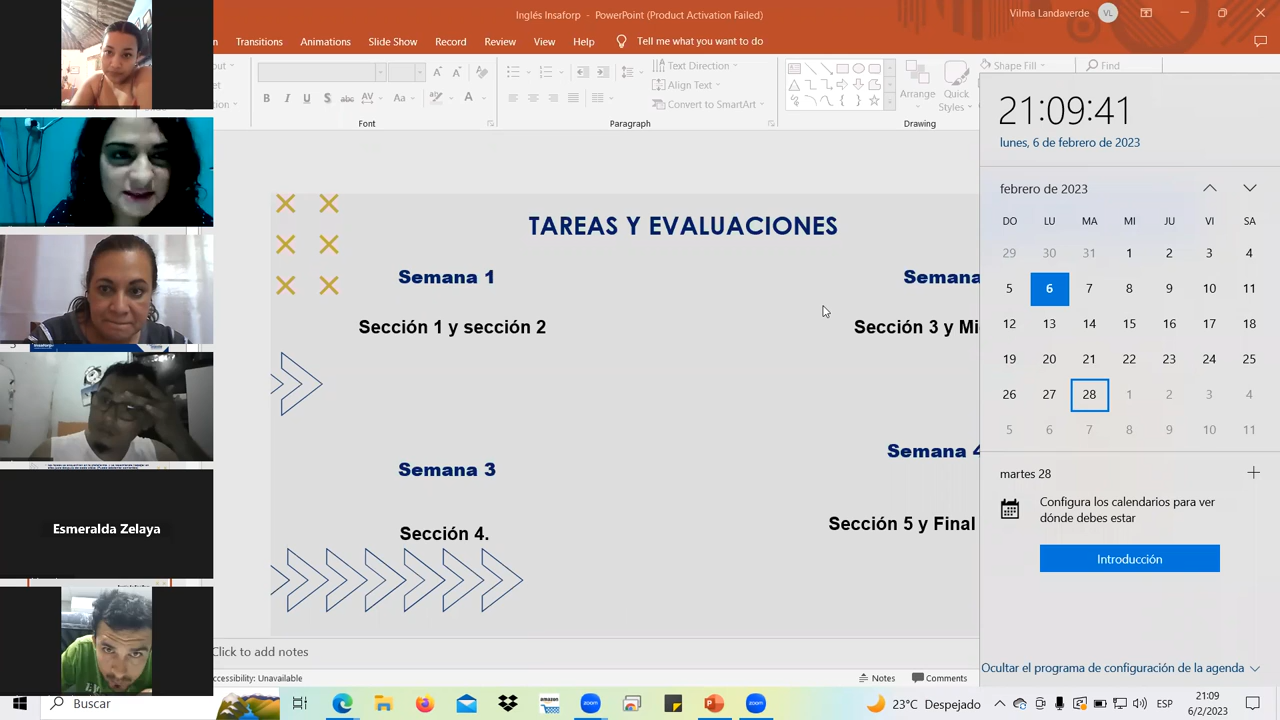 Inglés Insaforp - PowerPoint (Product Activation Failed)
Vilma Landaverde
VL
Transitions
Animations
Slide Show
Record
Review
View
Help
Tell me what you want to do
Text Direction
Align Text
Convert to SmartArt
Arrange
Quick
Styles
Shape Fill
Find
Font
Paragraph
Drawing
21:09:41
lunes, 6 de febrero de 2023
febrero de 2023
DO LU MA MI JU VI SA
29 30 31 1 2 3 4
5 6 7 8 9 10 11
12 13 14 15 16 17 18
19 20 21 22 23 24 25
26 27 28 1 2 3 4
5 6 7 8 9 10 11
martes 28
Configura los calendarios para ver
dónde debes estar
Introducción
Ocultar el programa de configuración de la agenda
TAREAS Y EVALUACIONES
Semana 1
Semana
Sección 1 y sección 2
Sección 3 y Mi
Semana 3
Semana 4
Sección 4.
Sección 5 y Final
Esmeralda Zelaya
Click to add notes
ccessibility: Unavailable
Notes
Comments
Buscar
amazon
zoom
zoom
23°C Despejado
ESP
21:09
6/2/2023